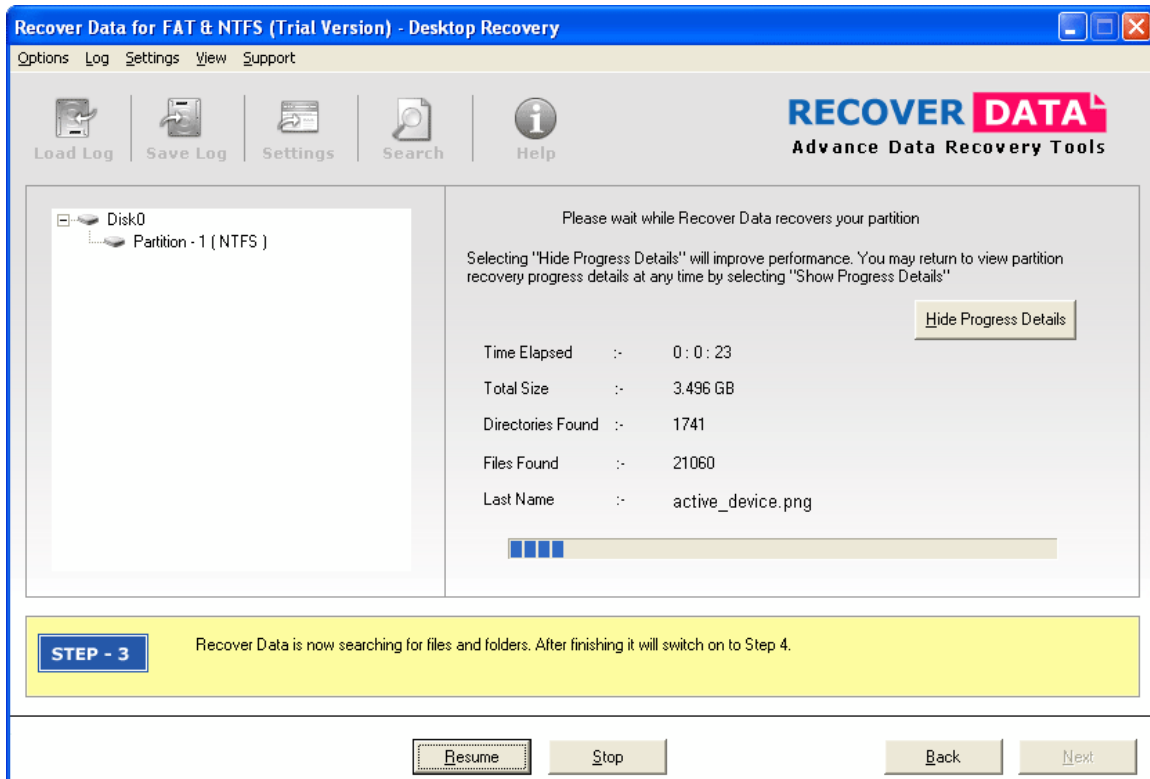 Recover Data for FAT & NTFS (Trial Version) - Desktop Recovery
Options Log Settings View Support
Load Log Save Log Settings Search Help
RECOVER DATA
Advance Data Recovery Tools
Disk0
Partition - 1 ( NTFS )
Please wait while Recover Data recovers your partition
Selecting "Hide Progress Details" will improve performance. You may return to view partition
recovery progress details at any time by selecting "Show Progress Details"
Hide Progress Details
Time Elapsed :- 0 : 0 : 23
Total Size :- 3.496 GB
Directories Found :- 1741
Files Found :- 21060
Last Name :- active_device.png
STEP - 3
Recover Data is now searching for files and folders. After finishing it will switch on to Step 4.
Resume Stop Back Next